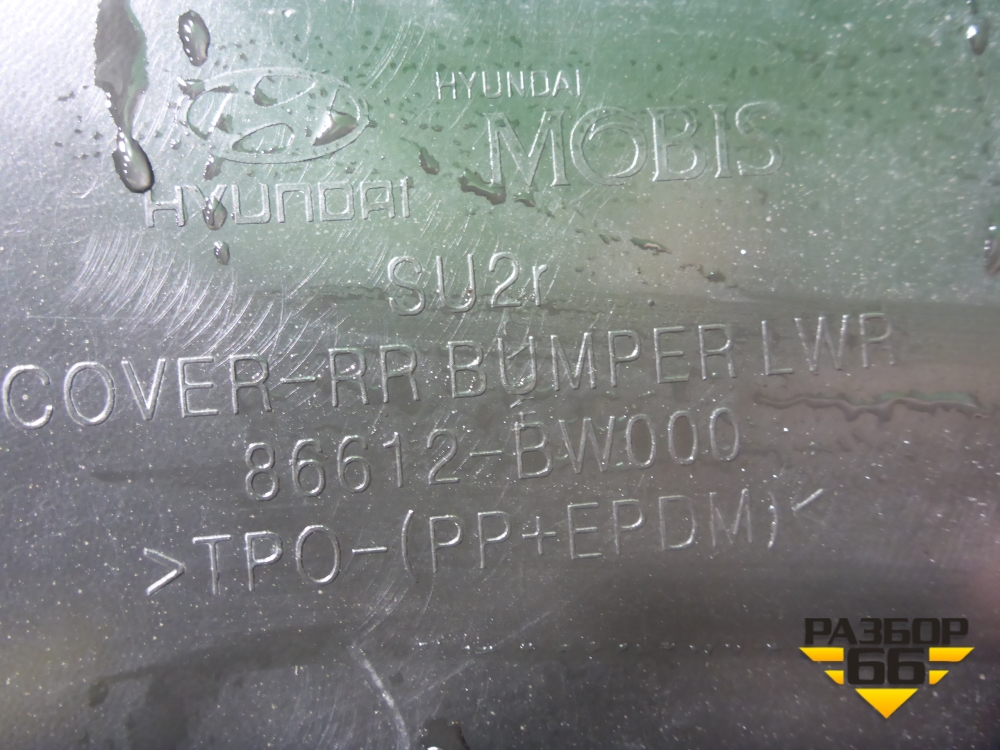 HYUNDAI
MOBIS
HYUNDAI
SU2r
COVER-RR BUMPER LWR
86612-BW000
>TPO-(PP+EPDM)<
РАЗБОР
66